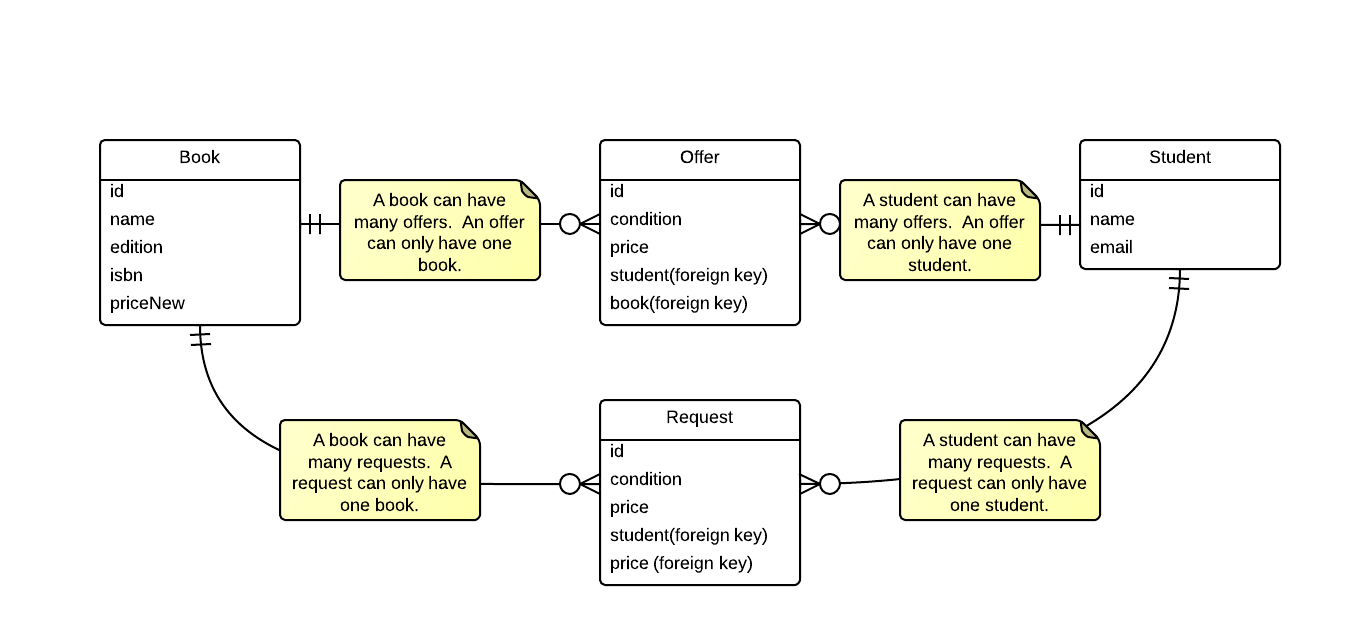 Book
id
name
edition
isbn
priceNew
A book can have
many offers.  An offer
can only have one
book.
Offer
id
condition
price
student(foreign key)
book(foreign key)
A student can have
many offers.  An offer
can only have one
student.
Student
id
name
email
A book can have
many requests.  A
request can only have
one book.
Request
id
condition
price
student(foreign key)
price (foreign key)
A student can have
many requests.  A
request can only have
one student.